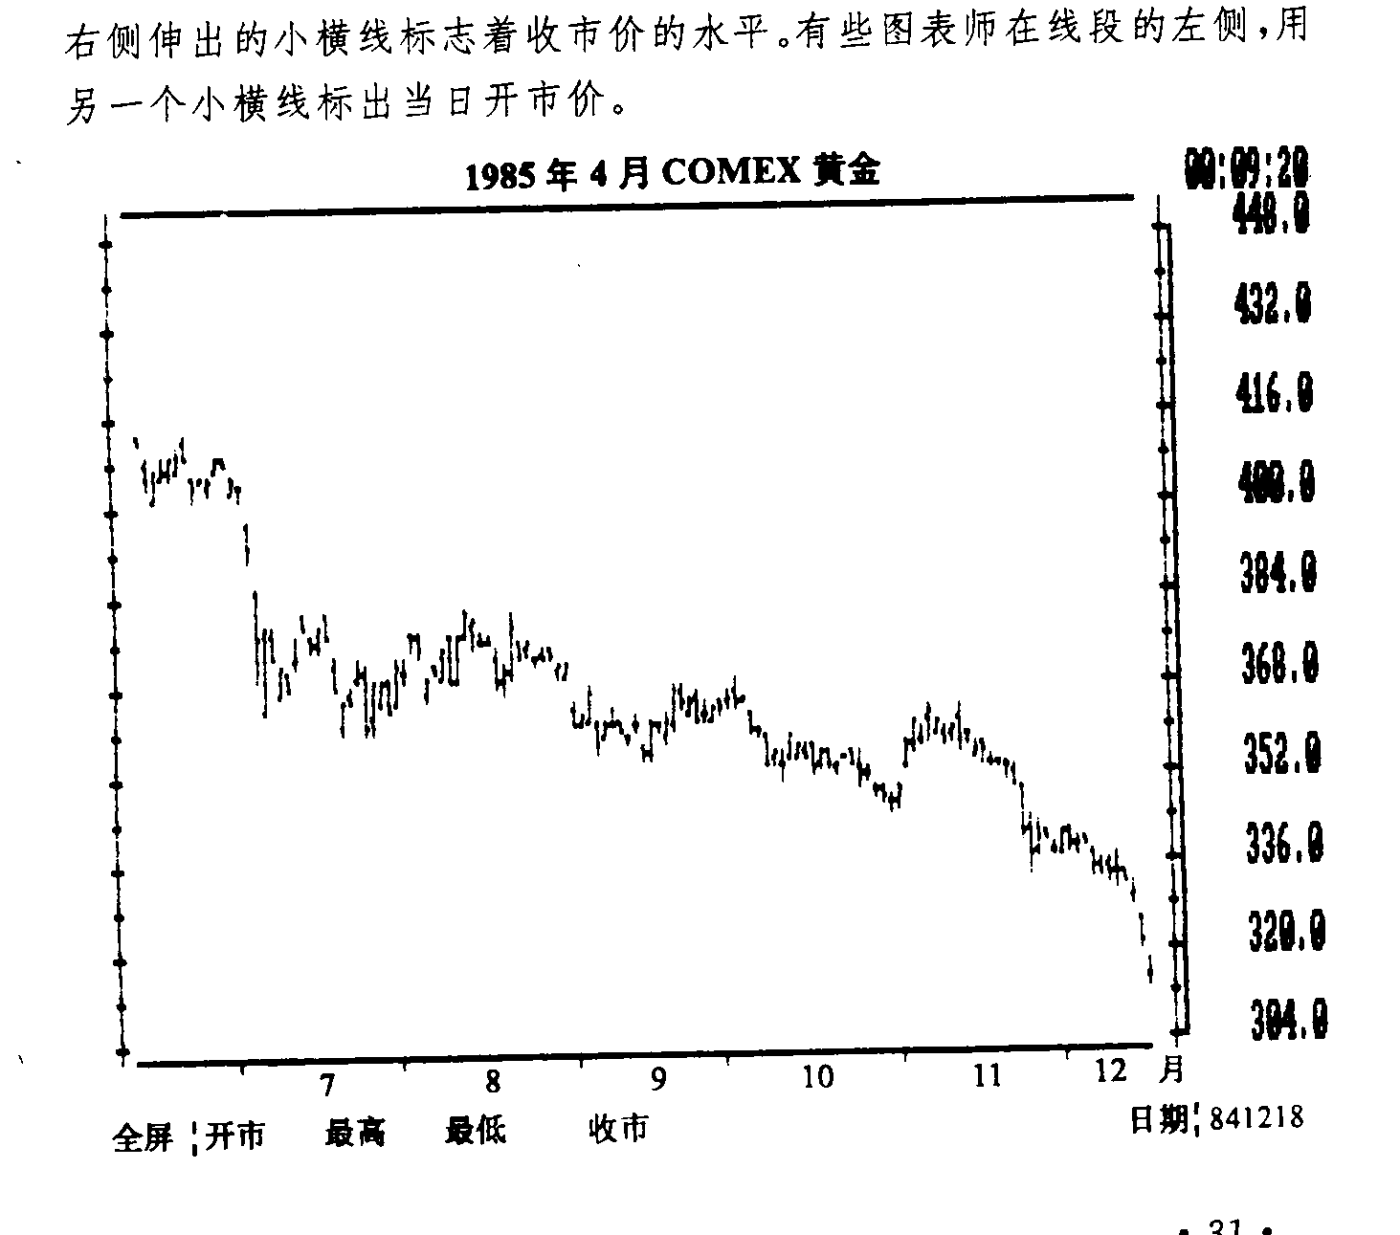 右侧伸出的小横线标志着收市价的水平。有些图表师在线段的左侧，用
另一个小横线标出当日开市价。
1985 年 4 月 COMEX 黄金
00:09:20
448.0
432.0
416.0
400.0
384.0
368.0
352.0
336.0
320.0
304.0
7 8 9 10 11 12 月
全屏 ¦开市 最高 最低 收市 日期¦ 841218
· 31 ·